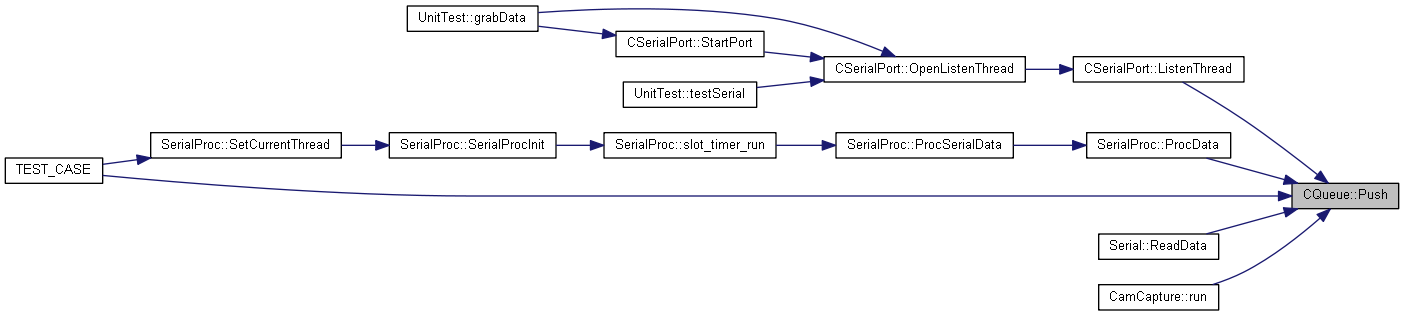 UnitTest::grabData
CSerialPort::StartPort
CSerialPort::OpenListenThread
CSerialPort::ListenThread
UnitTest::testSerial
SerialProc::SetCurrentThread
SerialProc::SerialProcInit
SerialProc::slot_timer_run
SerialProc::ProcSerialData
SerialProc::ProcData
TEST_CASE
CQueue::Push
Serial::ReadData
CamCapture::run